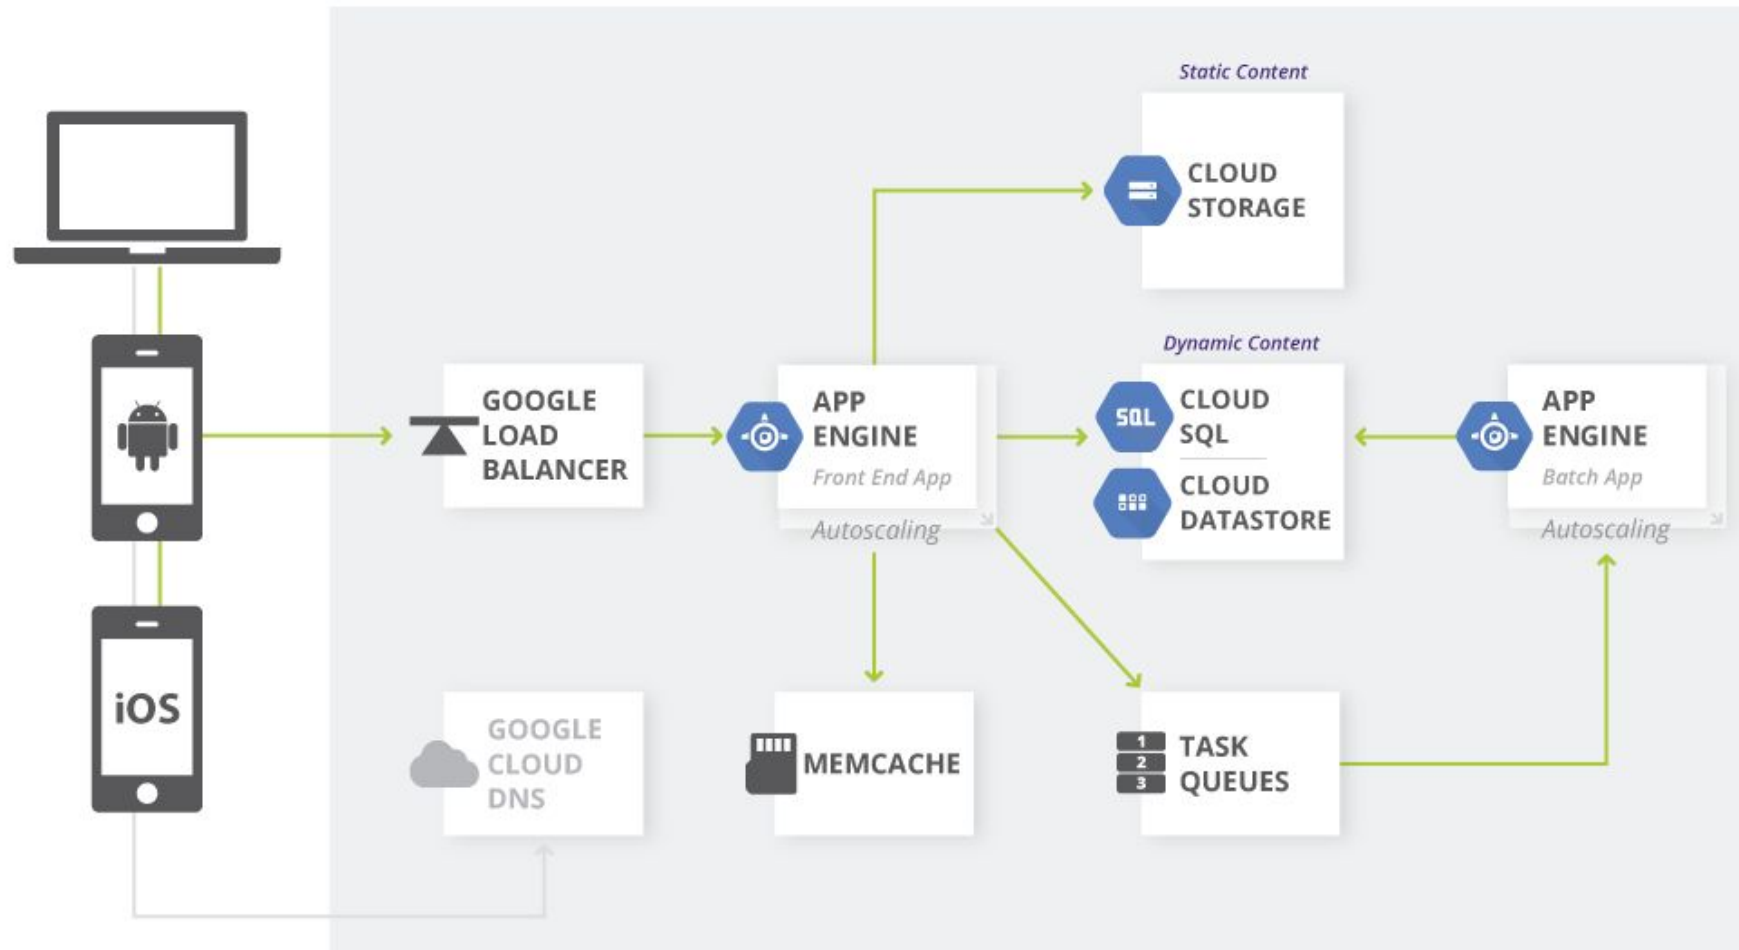 Static Content
CLOUD
STORAGE
Dynamic Content
GOOGLE
LOAD
BALANCER
APP
ENGINE
Front End App
Autoscaling
SQL
CLOUD
SQL
CLOUD
DATASTORE
APP
ENGINE
Batch App
Autoscaling
iOS
GOOGLE
CLOUD
DNS
MEMCACHE
1
2
3
TASK
QUEUES